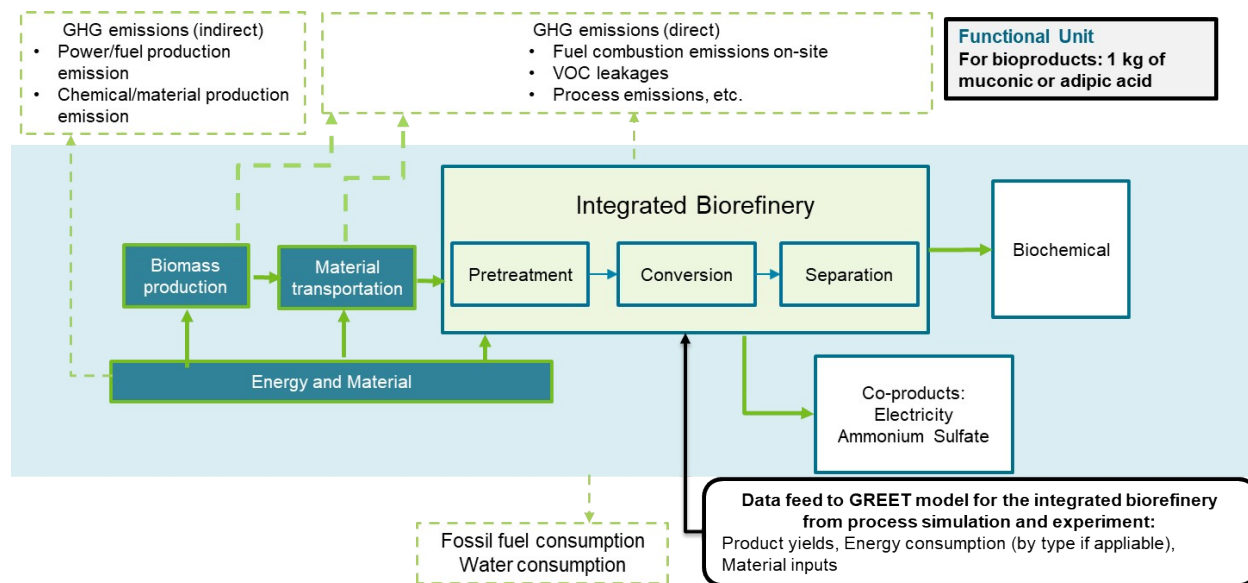 GHG emissions (indirect)
• Power/fuel production
emission
• Chemical/material production
emission
GHG emissions (direct)
• Fuel combustion emissions on-site
• VOC leakages
• Process emissions, etc.
Functional Unit
For bioproducts: 1 kg of
muconic or adipic acid
Integrated Biorefinery
Biomass
production
Material
transportation
Pretreatment
Conversion
Separation
Biochemical
Energy and Material
Co-products:
Electricity
Ammonium Sulfate
Fossil fuel consumption
Water consumption
Data feed to GREET model for the integrated biorefinery
from process simulation and experiment:
Product yields, Energy consumption (by type if appliable),
Material inputs